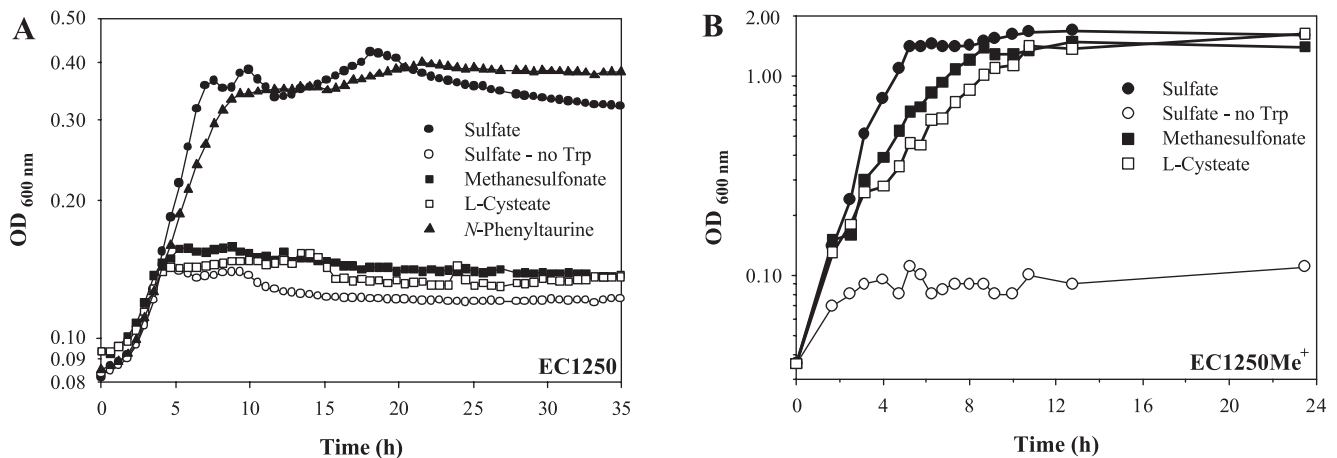 A
0.50
0.40
0.30
0.20
0.10
0.09
0.08
OD 600 nm
Sulfate
Sulfate - no Trp
Methanesulfonate
L-Cysteate
N-Phenyltaurine
EC1250
0 5 10 15 20 25 30 35
Time (h)
B
2.00
1.00
0.10
OD 600 nm
Sulfate
Sulfate - no Trp
Methanesulfonate
L-Cysteate
EC1250Me+
0 4 8 12 16 20 24
Time (h)